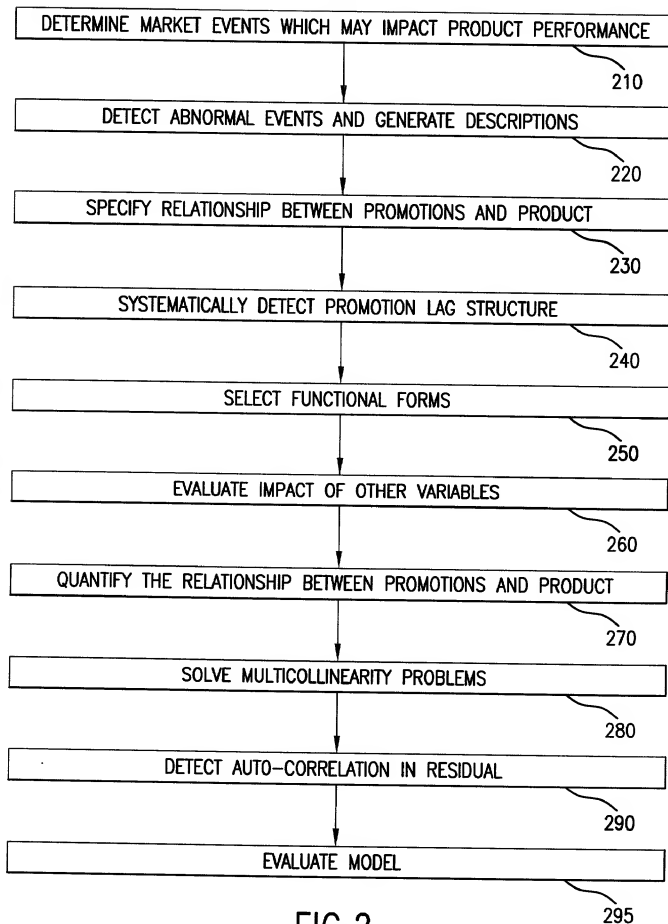 DETERMINE MARKET EVENTS WHICH MAY IMPACT PRODUCT PERFORMANCE
210
DETECT ABNORMAL EVENTS AND GENERATE DESCRIPTIONS
220
SPECIFY RELATIONSHIP BETWEEN PROMOTIONS AND PRODUCT
230
SYSTEMATICALLY DETECT PROMOTION LAG STRUCTURE
240
SELECT FUNCTIONAL FORMS
250
EVALUATE IMPACT OF OTHER VARIABLES
260
QUANTIFY THE RELATIONSHIP BETWEEN PROMOTIONS AND PRODUCT
270
SOLVE MULTICOLLINEARITY PROBLEMS
280
DETECT AUTO-CORRELATION IN RESIDUAL
290
EVALUATE MODEL
295